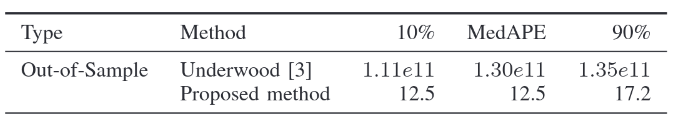 Type Method 10% MedAPE 90%
Out-of-Sample Underwood [3] 1.11e11 1.30e11 1.35e11
Proposed method 12.5 12.5 17.2